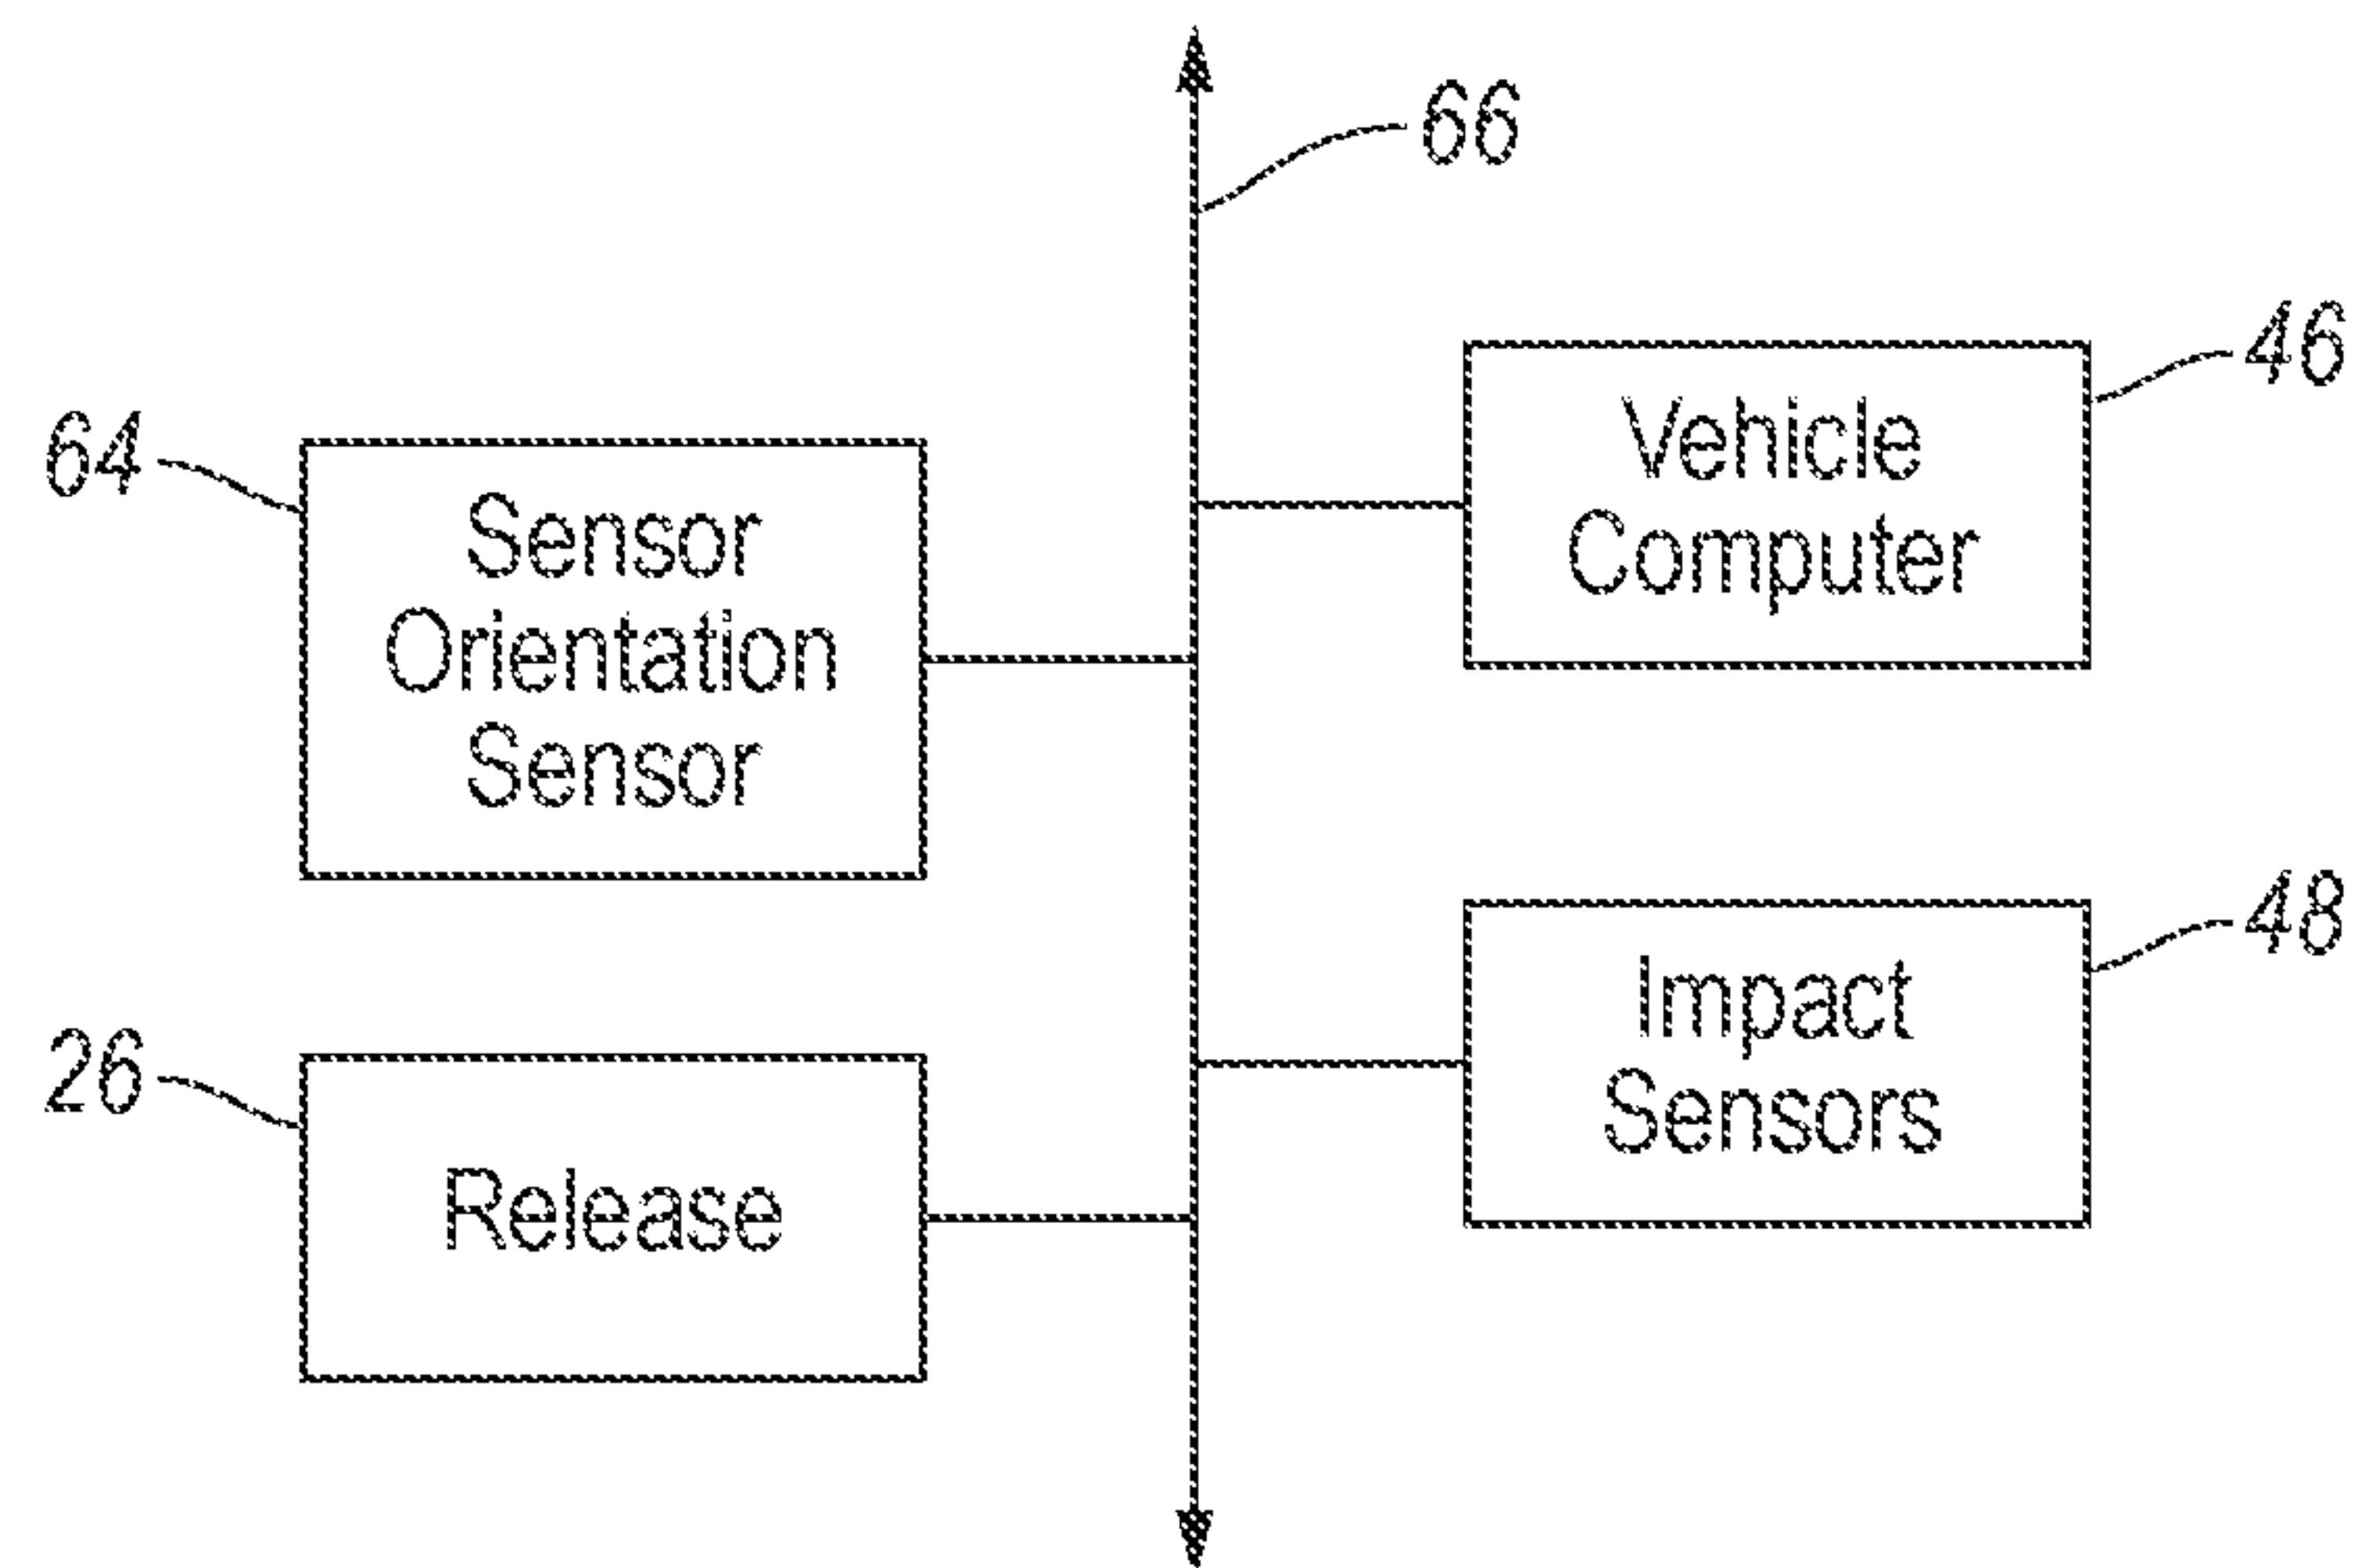 66
46
Vehicle
Computer
64
Sensor
Orientation
Sensor
48
Impact
Sensors
26
Release